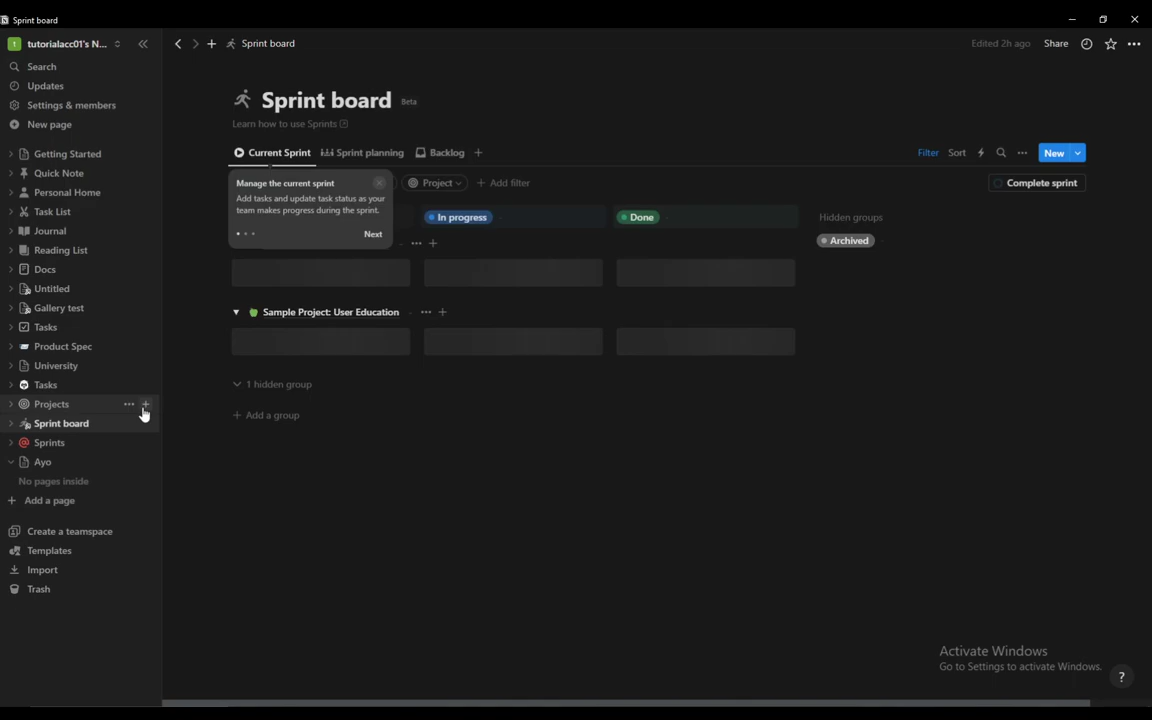 Sprint board
tutorialacc01's N...
Search
Updates
Settings & members
New page
Getting Started
Quick Note
Personal Home
Task List
Journal
Reading List
Docs
Untitled
Gallery test
Tasks
Product Spec
University
Tasks
Projects
Sprint board
Sprints
Ayo
No pages inside
Add a page
Create a teamspace
Templates
Import
Trash
Sprint board
Edited 2h ago
Share
Sprint board Beta
Learn how to use Sprints
Current Sprint Sprint planning Backlog
Filter Sort New
Manage the current sprint
Add tasks and update task status as your
team makes progress during the sprint.
Next
Project
Add filter
Complete sprint
In progress
Done
Hidden groups
Archived
Sample Project: User Education
1 hidden group
Add a group
Activate Windows
Go to Settings to activate Windows.
?